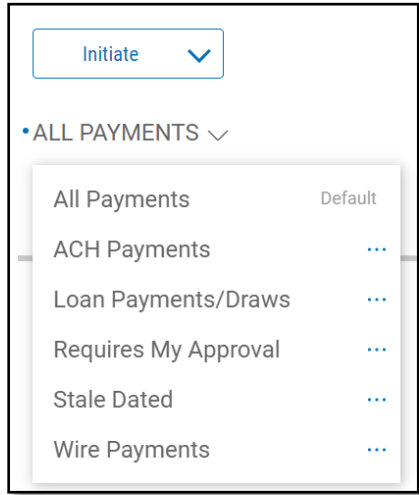 Initiate
•ALL PAYMENTS
All Payments Default
ACH Payments ...
Loan Payments/Draws ...
Requires My Approval ...
Stale Dated ...
Wire Payments ...